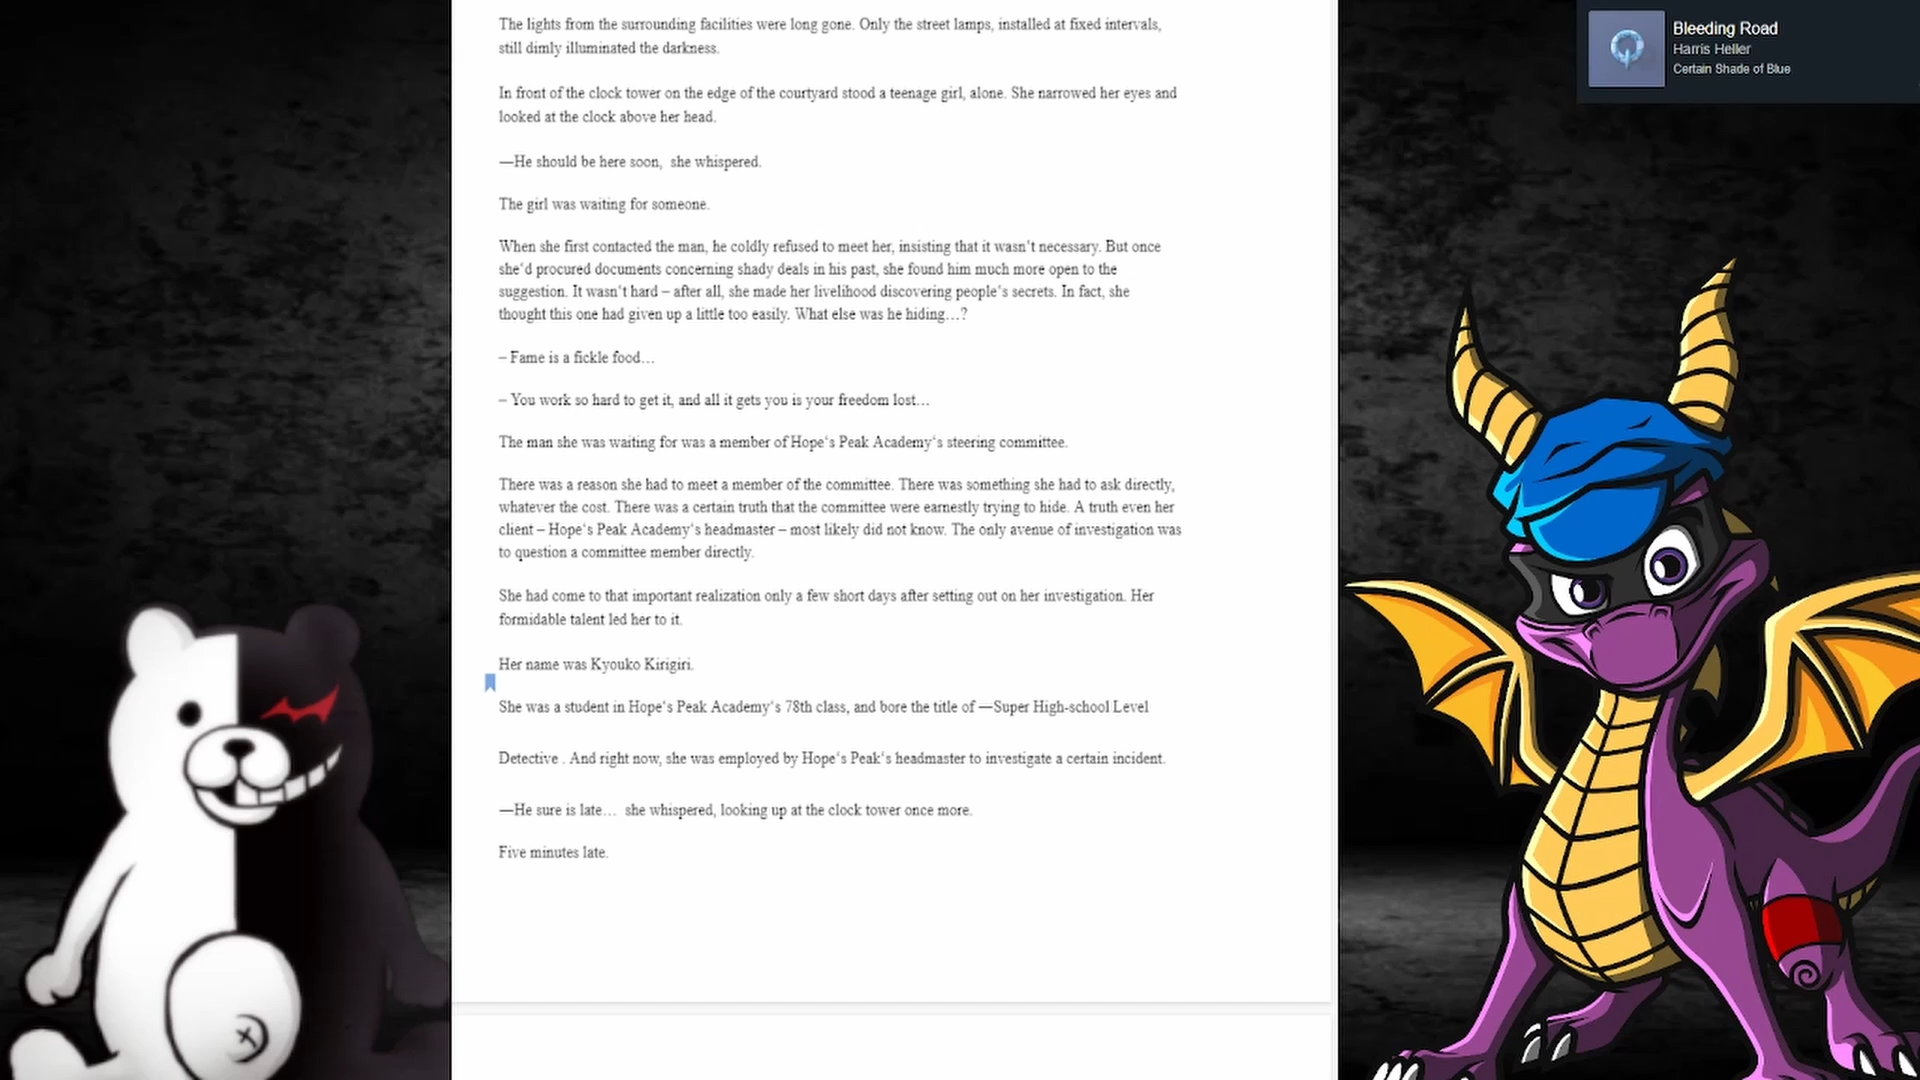 The lights from the surrounding facilities were long gone. Only the street lamps, installed at fixed intervals,
still dimly illuminated the darkness.
In front of the clock tower on the edge of the courtyard stood a teenage girl, alone. She narrowed her eyes and
looked at the clock above her head.
―He should be here soon,  she whispered.
The girl was waiting for someone.
When she first contacted the man, he coldly refused to meet her, insisting that it wasn‘t necessary. But once
she‘d procured documents concerning shady deals in his past, she found him much more open to the
suggestion. It wasn‘t hard – after all, she made her livelihood discovering people‘s secrets. In fact, she
thought this one had given up a little too easily. What else was he hiding…?
– Fame is a fickle food…
– You work so hard to get it, and all it gets you is your freedom lost…
The man she was waiting for was a member of Hope‘s Peak Academy‘s steering committee.
There was a reason she had to meet a member of the committee. There was something she had to ask directly,
whatever the cost. There was a certain truth that the committee were earnestly trying to hide. A truth even her
client – Hope‘s Peak Academy‘s headmaster – most likely did not know. The only avenue of investigation was
to question a committee member directly.
She had come to that important realization only a few short days after setting out on her investigation. Her
formidable talent led her to it.
Her name was Kyouko Kirigiri.
She was a student in Hope‘s Peak Academy‘s 78th class, and bore the title of ―Super High-school Level
Detective . And right now, she was employed by Hope‘s Peak‘s headmaster to investigate a certain incident.
―He sure is late…  she whispered, looking up at the clock tower once more.
Five minutes late.
Bleeding Road
Harris Heller
Certain Shade of Blue